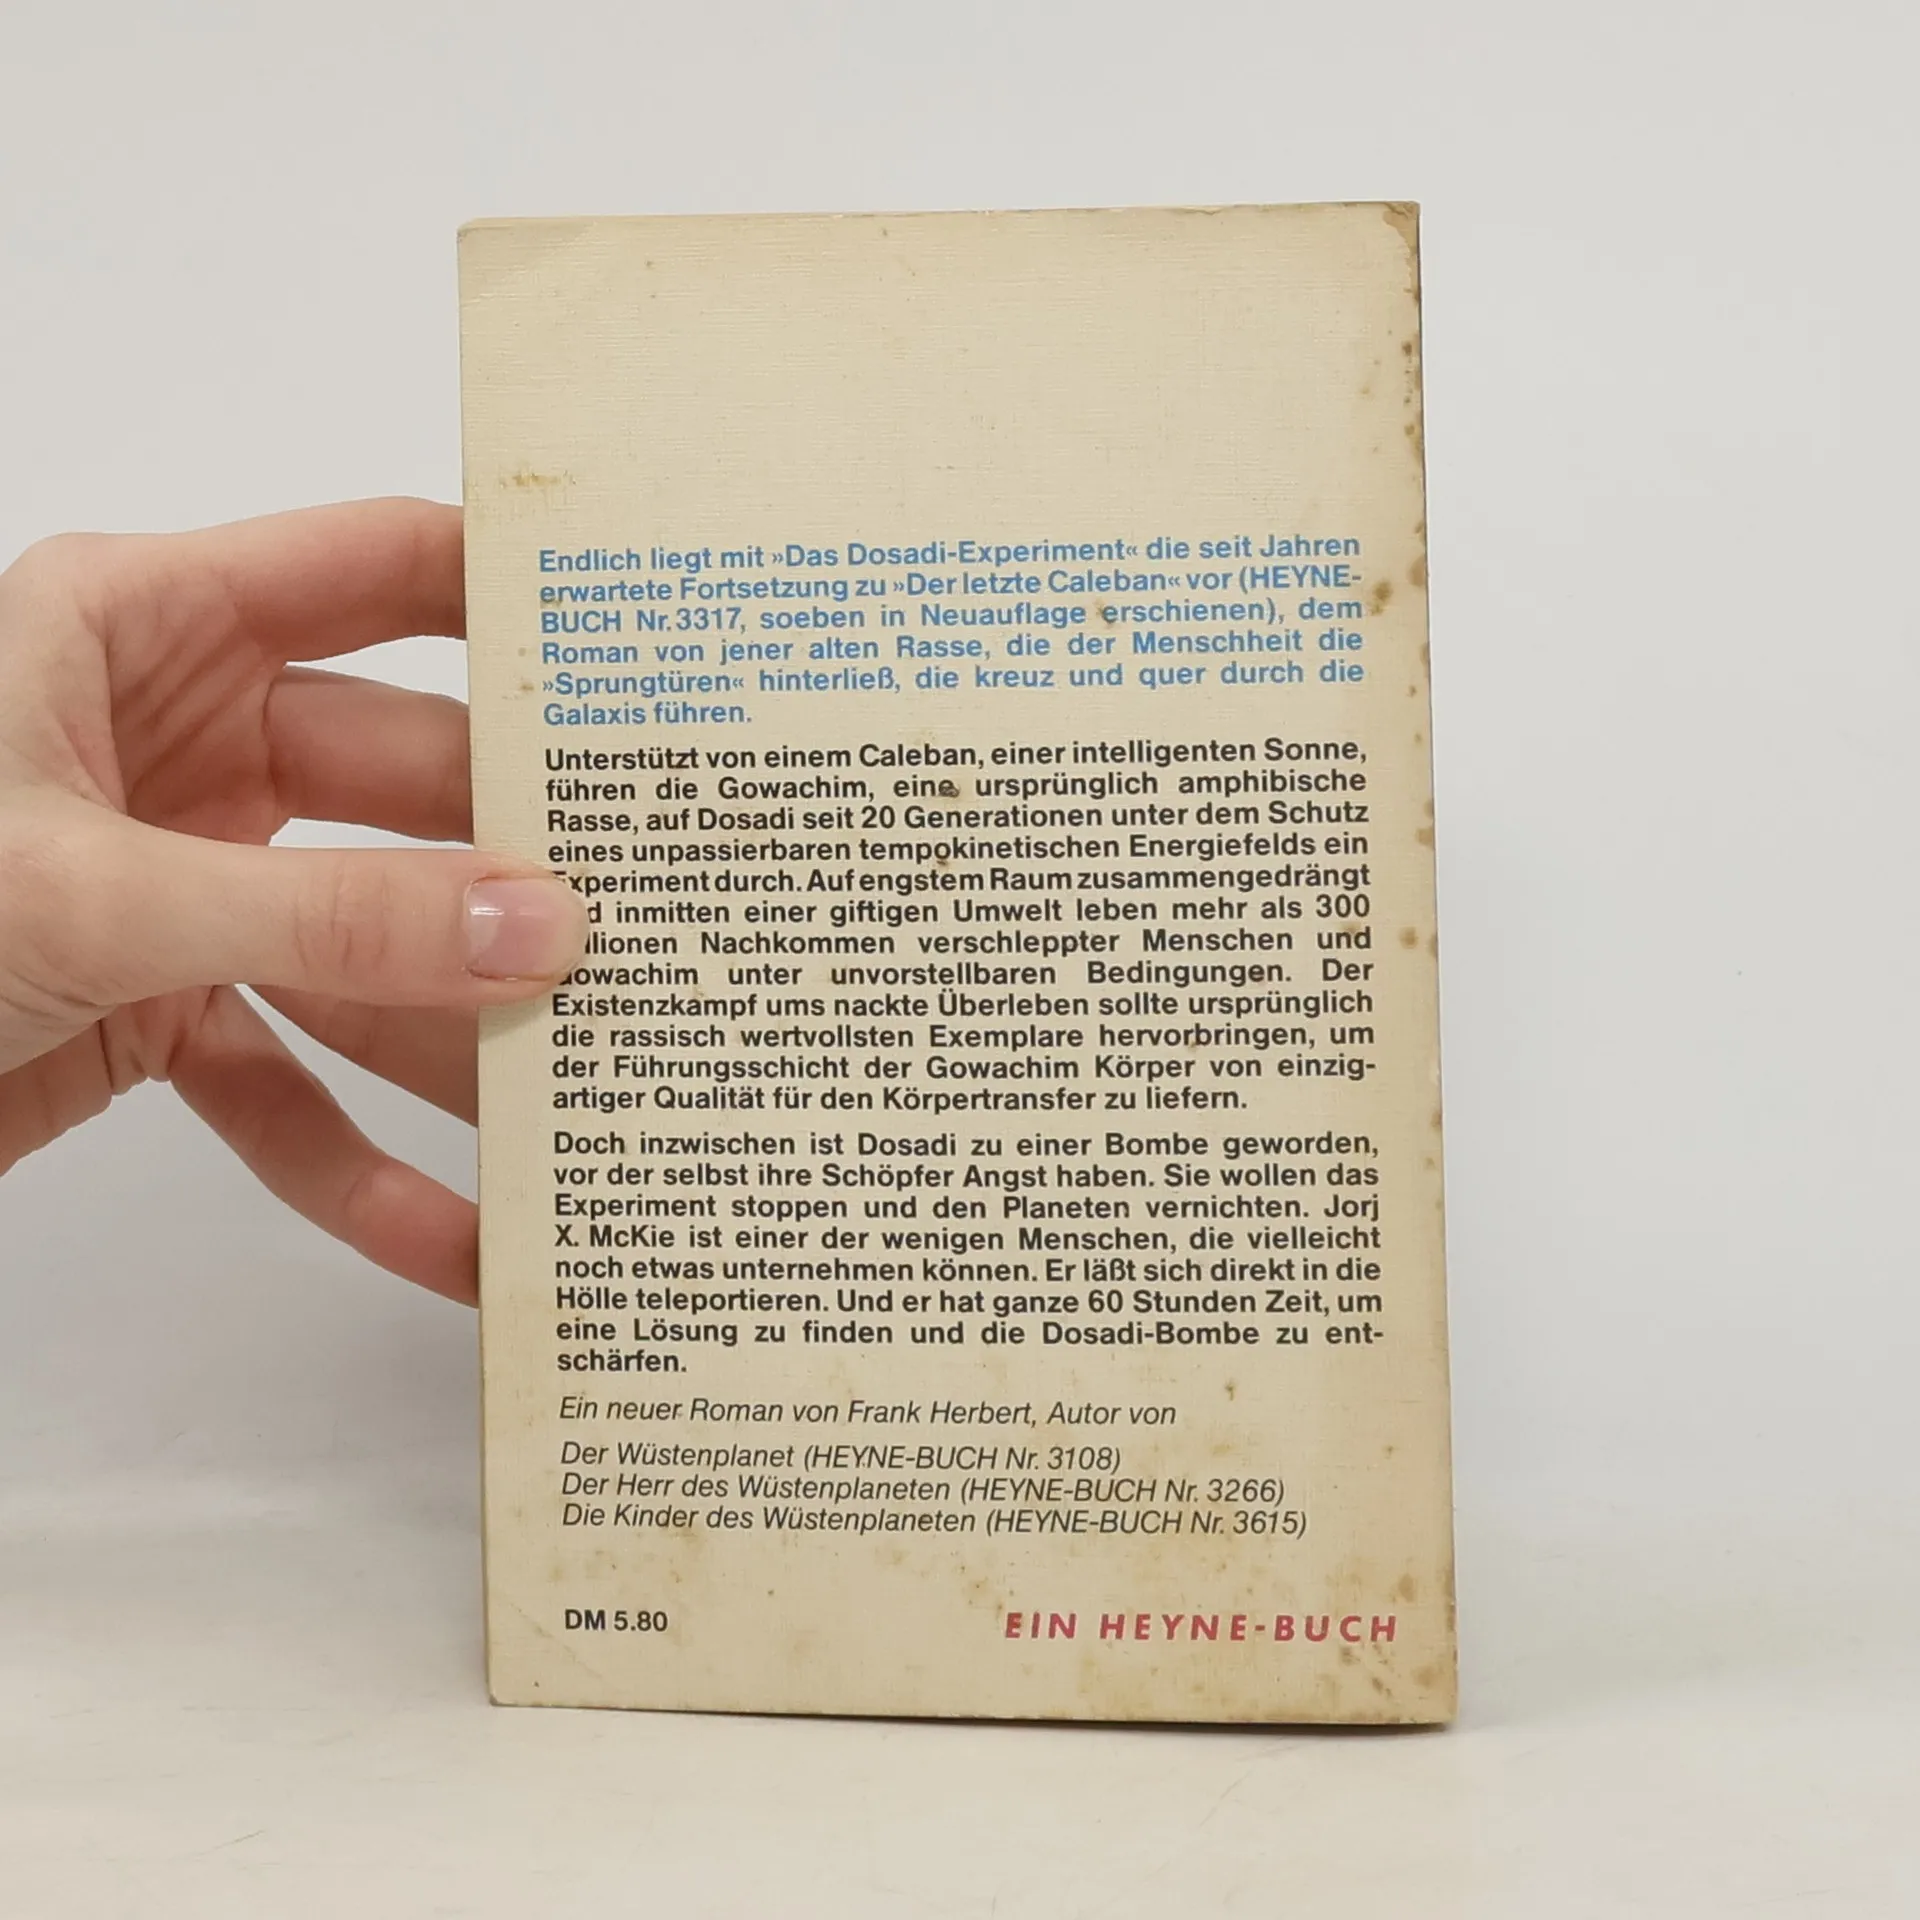 Endlich liegt mit »Das Dosadi-Experiment« die seit Jahren
erwartete Fortsetzung zu »Der letzte Caleban« vor (HEYNE-
BUCH Nr. 3317, soeben in Neuauflage erschienen), dem
Roman von jener alten Rasse, die der Menschheit die
»Sprungtüren« hinterließ, die kreuz und quer durch die
Galaxis führen.
Unterstützt von einem Caleban, einer intelligenten Sonne,
führen die Gowachim, eine ursprünglich amphibische
Rasse, auf Dosadi seit 20 Generationen unter dem Schutz
eines unpassierbaren tempokinetischen Energiefelds ein
xperiment durch. Auf engstem Raum zusammengedrängt
d inmitten einer giftigen Umwelt leben mehr als 300
llionen Nachkommen verschleppter Menschen und
owachim unter unvorstellbaren Bedingungen. Der
Existenzkampf ums nackte Überleben sollte ursprünglich
die rassisch wertvollsten Exemplare hervorbringen, um
der Führungsschicht der Gowachim Körper von einzig-
artiger Qualität für den Körpertransfer zu liefern.
Doch inzwischen ist Dosadi zu einer Bombe geworden,
vor der selbst ihre Schöpfer Angst haben. Sie wollen das
Experiment stoppen und den Planeten vernichten. Jorj
X. McKie ist einer der wenigen Menschen, die vielleicht
noch etwas unternehmen können. Er läßt sich direkt in die
Hölle teleportieren. Und er hat ganze 60 Stunden Zeit, um
eine Lösung zu finden und die Dosadi-Bombe zu ent-
schärfen.
Ein neuer Roman von Frank Herbert, Autor von
Der Wüstenplanet (HEYNE-BUCH Nr. 3108)
Der Herr des Wüstenplaneten (HEYNE-BUCH Nr. 3266)
Die Kinder des Wüstenplaneten (HEYNE-BUCH Nr. 3615)
DM 5.80
EIN HEYNE-BUCH